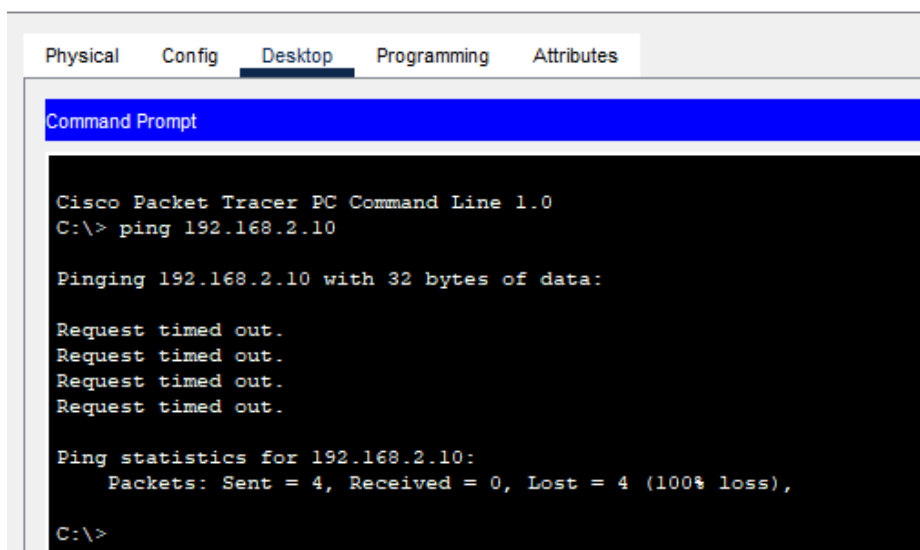 Physical Config Desktop Programming Attributes
Command Prompt
Cisco Packet Tracer PC Command Line 1.0
C:\> ping 192.168.2.10
Pinging 192.168.2.10 with 32 bytes of data:
Request timed out.
Request timed out.
Request timed out.
Request timed out.
Ping statistics for 192.168.2.10:
Packets: Sent = 4, Received = 0, Lost = 4 (100% loss),
C:\>